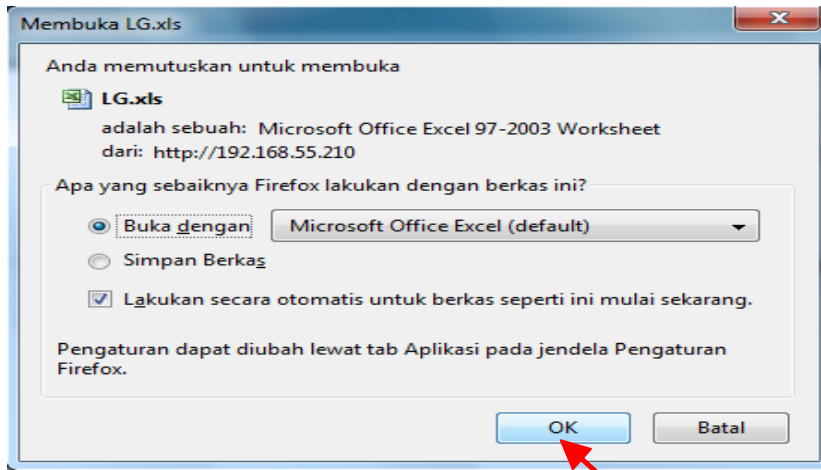 Membuka LG.xls
Anda memutuskan untuk membuka
LG.xls
adalah sebuah: Microsoft Office Excel 97-2003 Worksheet
dari: http://192.168.55.210
Apa yang sebaiknya Firefox lakukan dengan berkas ini?
Buka dengan Microsoft Office Excel (default)
Simpan Berkas
Lakukan secara otomatis untuk berkas seperti ini mulai sekarang.
Pengaturan dapat diubah lewat tab Aplikasi pada jendela Pengaturan
Firefox.
OK Batal